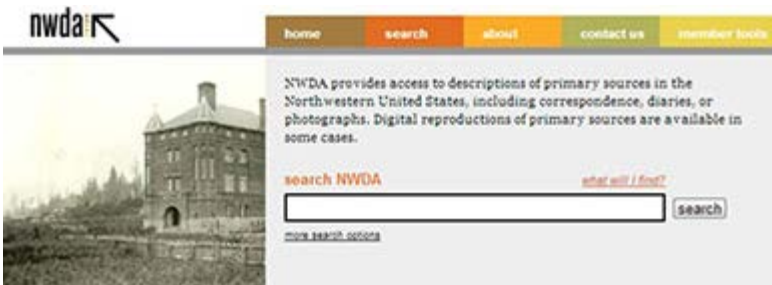 nwda
home search about contact us member tools
NWDA provides access to descriptions of primary sources in the
Northwestern United States, including correspondence, diaries, or
photographs. Digital reproductions of primary sources are available in
some cases.
search NWDA what will I find?
search
more search options